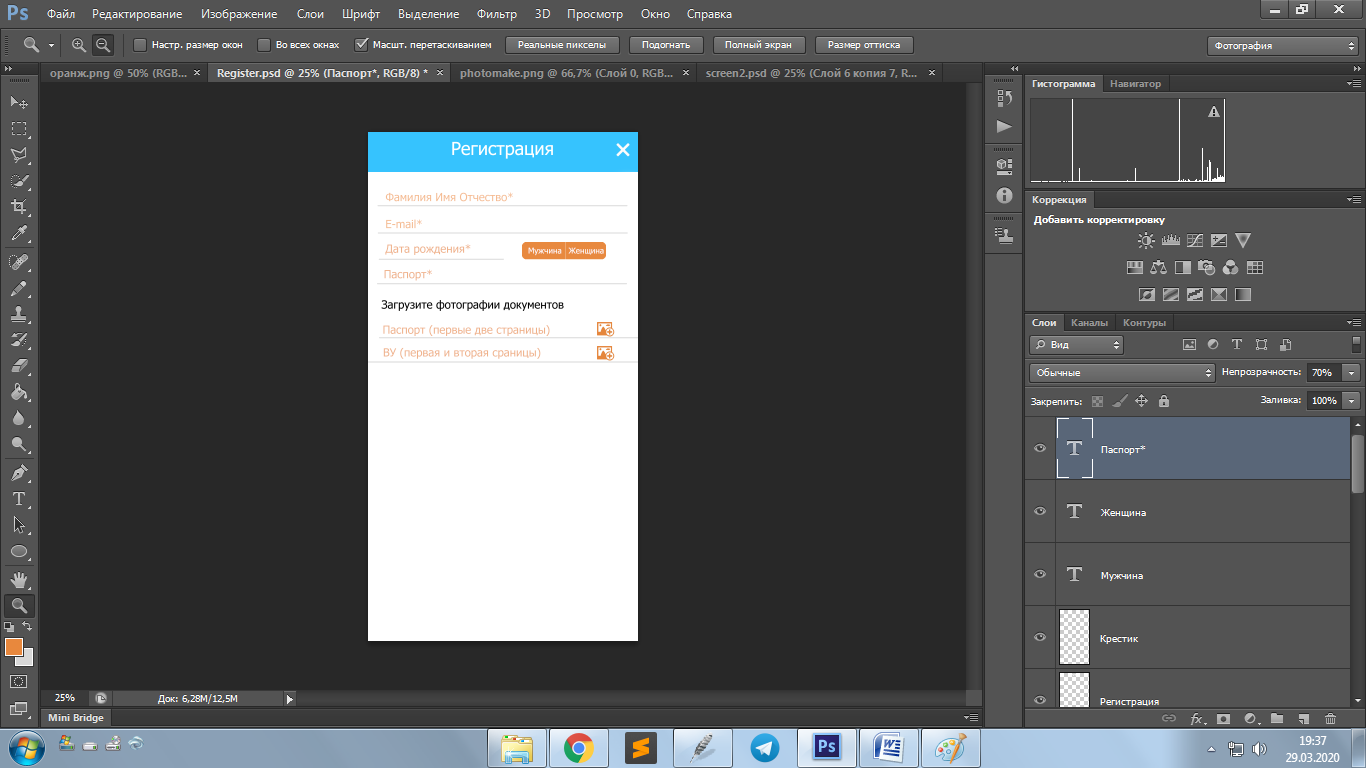 Ps Файл Редактирование Изображение Слои Шрифт Выделение Фильтр 3D Просмотр Окно Справка
Настр. размер окон Во всех окнах Масшт. перетаскиванием Реальные пикселы Подогнать Полный экран Размер оттиска Фотография
оранж.png @ 50% (RGB... × Register.psd @ 25% (Паспорт*, RGB/8) * × photomake.png @ 66,7% (Слой 0, RGB... × screen2.psd @ 25% (Слой 6 копия 7, R... ×
Гистограмма Навигатор
Регистрация
Фамилия Имя Отчество*
E-mail*
Дата рождения* Мужчина Женщина
Паспорт*
Загрузите фотографии документов
Паспорт (первые две страницы)
ВУ (первая и вторая сраницы)
Коррекция
Добавить корректировку
Слои Каналы Контуры
Вид
Обычные Непрозрачность: 70%
Закрепить: Заливка: 100%
Паспорт*
Женщина
Мужчина
Крестик
Регистрация
25% Док: 6,28M/12,5M
Mini Bridge
19:37
29.03.2020